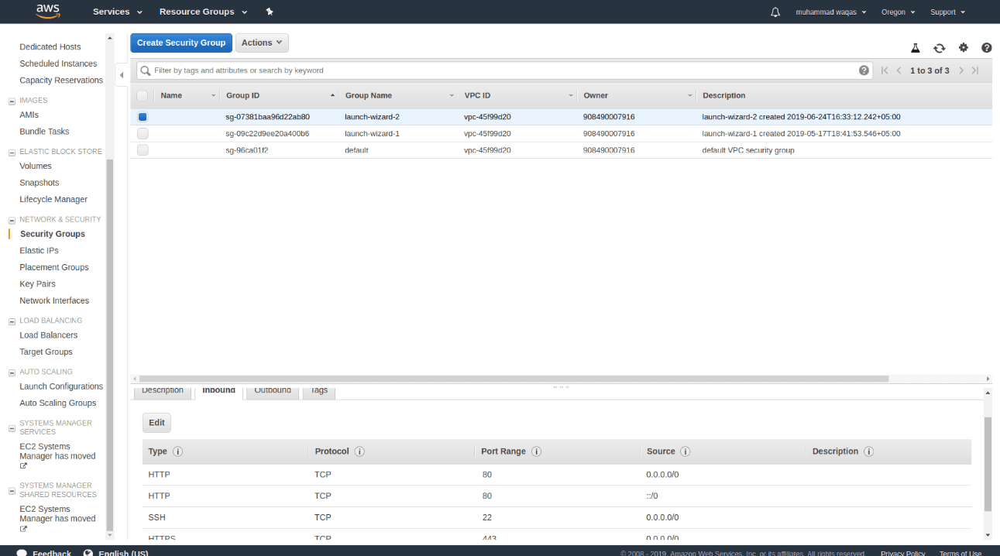 aws Services Resource Groups muhammad waqas Oregon Support
Dedicated Hosts
Scheduled Instances
Capacity Reservations
IMAGES
AMIs
Bundle Tasks
ELASTIC BLOCK STORE
Volumes
Snapshots
Lifecycle Manager
NETWORK & SECURITY
Security Groups
Elastic IPs
Placement Groups
Key Pairs
Network Interfaces
LOAD BALANCING
Load Balancers
Target Groups
AUTO SCALING
Launch Configurations
Auto Scaling Groups
SYSTEMS MANAGER
SERVICES
EC2 Systems
Manager has moved
SYSTEMS MANAGER
SHARED RESOURCES
EC2 Systems
Manager has moved
Create Security Group Actions
Filter by tags and attributes or search by keyword 1 to 3 of 3
Name Group ID Group Name VPC ID Owner Description
sg-07381baa96d22ab80 launch-wizard-2 vpc-45f99d20 908490007916 launch-wizard-2 created 2019-06-24T16:33:12.242+05:00
sg-09c22d9ee20a400b6 launch-wizard-1 vpc-45f99d20 908490007916 launch-wizard-1 created 2019-05-17T18:41:53.546+05:00
sg-96ca01f2 default vpc-45f99d20 908490007916 default VPC security group
Description Inbound Outbound Tags
Edit
Type Protocol Port Range Source Description
HTTP TCP 80 0.0.0.0/0
HTTP TCP 80 ::/0
SSH TCP 22 0.0.0.0/0
HTTPS TCP 443 0.0.0.0/0
Feedback English (US) © 2008 - 2019, Amazon Web Services, Inc. or its affiliates. All rights reserved. Privacy Policy Terms of Use